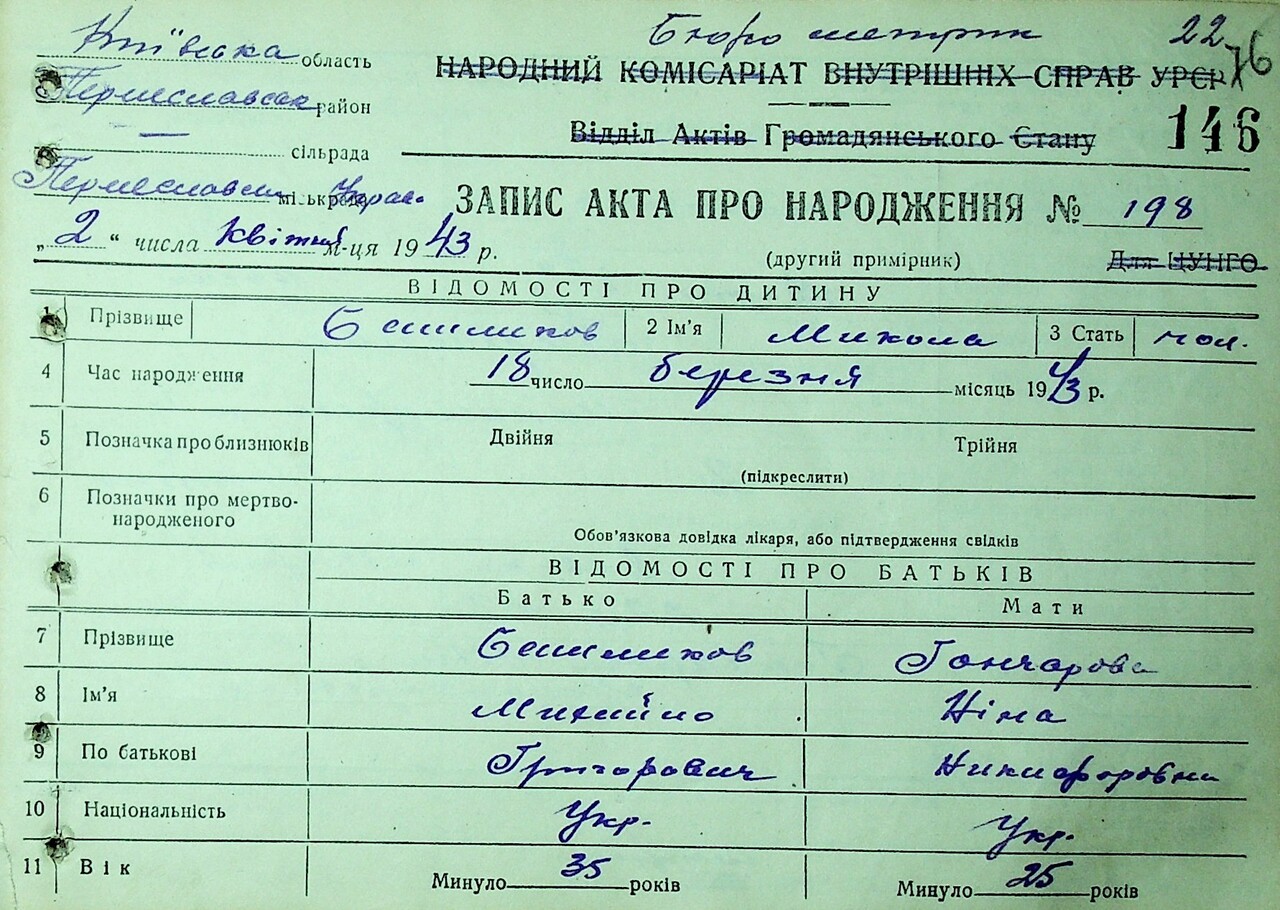 Київська область
Бюро метрик 22
76
НАРОДНИЙ КОМІСАРІАТ ВНУТРІШНІХ СПРАВ УРСР
Переяславськ район
Відділ Актів Громадянського Стану
146
сільрада
міськрада
ЗАПИС АКТА ПРО НАРОДЖЕННЯ № 198
„2“ числа квітня м-ця 1943 р.
(другий примірник) Для ЦУНГО
ВІДОМОСТІ ПРО ДИТИНУ
1 Прізвище 2 Ім'я Микола 3 Стать чол.
4 Час народження 18 число березня місяць 1943 р.
5 Позначка про близнюків Двійня Трійня
(підкреслити)
6 Позначки про мертвонародженого
Обов'язкова довідка лікаря, або підтвердження свідків
ВІДОМОСТІ ПРО БАТЬКІВ
Батько Мати
7 Прізвище Гончарова
8 Ім'я Михайло Ніна
9 По батькові Григорович Никифоровна
10 Національність Укр. Укр.
11 Вік Минуло 35 років Минуло 25 років